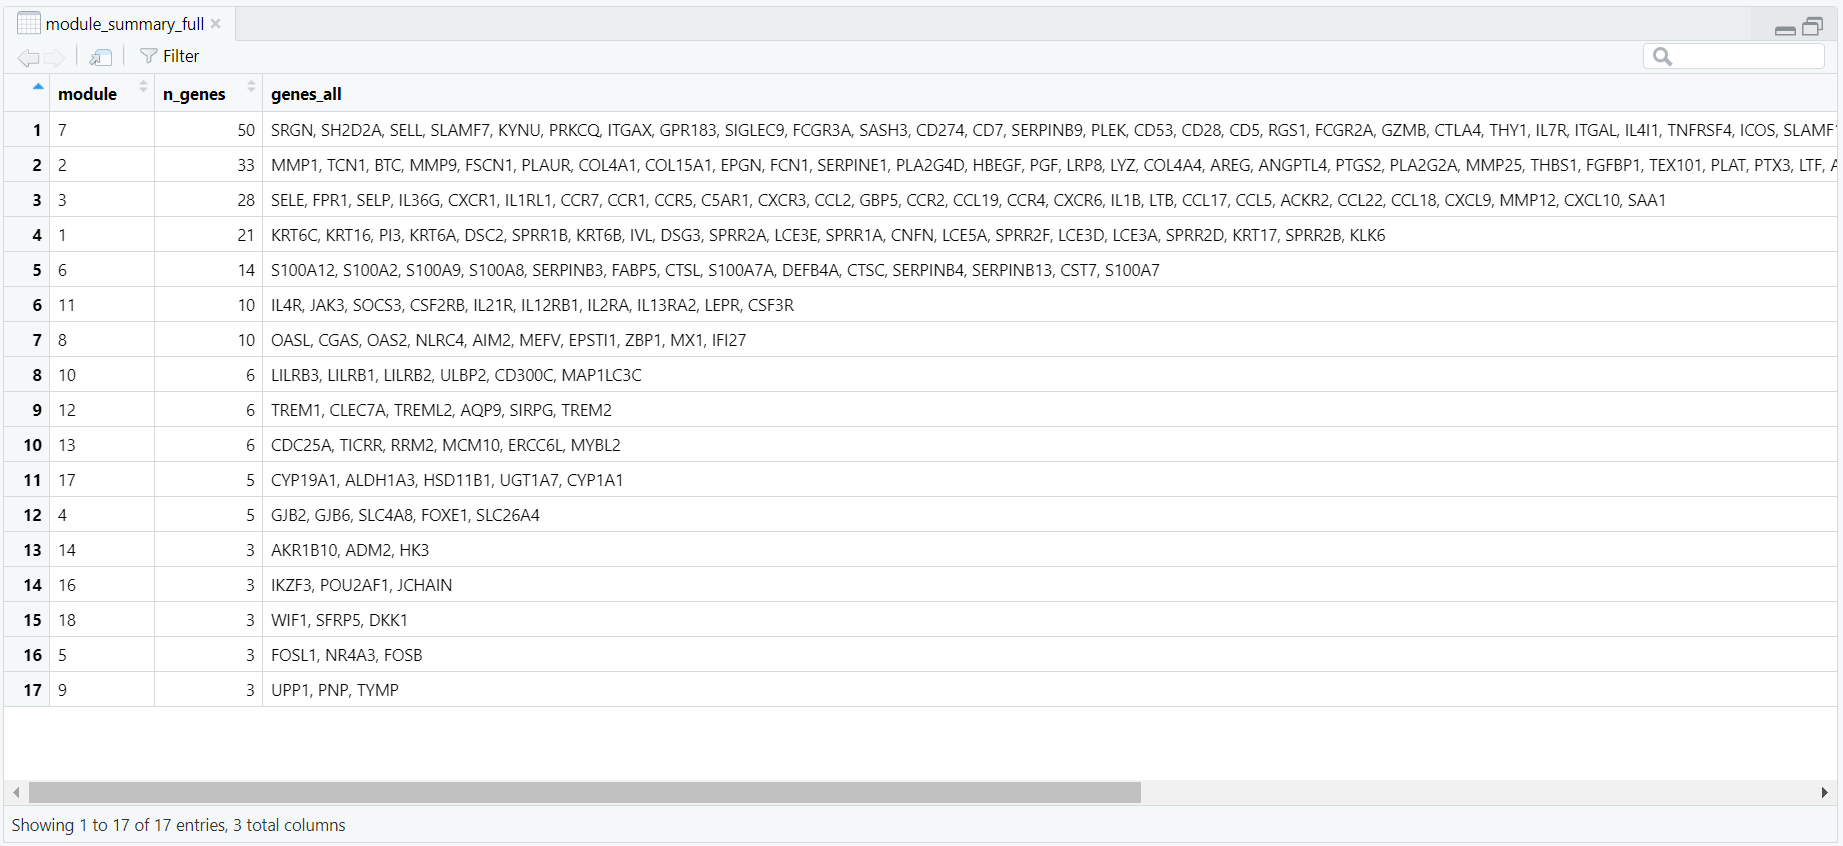 module_summary_full
Filter
module n_genes genes_all
1 7 50 SRGN, SH2D2A, SELL, SLAMF7, KYNU, PRKCQ, ITGAX, GPR183, SIGLEC9, FCGR3A, SASH3, CD274, CD7, SERPINB9, PLEK, CD53, CD28, CD5, RGS1, FCGR2A, GZMB, CTLA4, THY1, IL7R, ITGAL, IL4I1, TNFRSF4, ICOS,
2 2 33 MMP1, TCN1, BTC, MMP9, FSCN1, PLAUR, COL4A1, COL15A1, EPGN, FCN1, SERPINE1, PLA2G4D, HBEGF, PGF, LRP8, LYZ, COL4A4, AREG, ANGPTL4, PTGS2, PLA2G2A, MMP25, THBS1, FGFBP1, TEX101, PLAT, PTX3, LTF,
3 3 28 SELE, FPR1, SELP, IL36G, CXCR1, IL1RL1, CCR7, CCR1, CCR5, C5AR1, CXCR3, CCL2, GBP5, CCR2, CCL19, CCR4, CXCR6, IL1B, LTB, CCL17, CCL5, ACKR2, CCL22, CCL18, CXCL9, MMP12, CXCL10, SAA1
4 1 21 KRT6C, KRT16, PI3, KRT6A, DSC2, SPRR1B, KRT6B, IVL, DSG3, SPRR2A, LCE3E, SPRR1A, CNFN, LCE5A, SPRR2F, LCE3D, LCE3A, SPRR2D, KRT17, SPRR2B, KLK6
5 6 14 S100A12, S100A2, S100A9, S100A8, SERPINB3, FABP5, CTSL, S100A7A, DEFB4A, CTSC, SERPINB4, SERPINB13, CST7, S100A7
6 11 10 IL4R, JAK3, SOCS3, CSF2RB, IL21R, IL12RB1, IL2RA, IL13RA2, LEPR, CSF3R
7 8 10 OASL, CGAS, OAS2, NLRC4, AIM2, MEFV, EPSTI1, ZBP1, MX1, IFI27
8 10 6 LILRB3, LILRB1, LILRB2, ULBP2, CD300C, MAP1LC3C
9 12 6 TREM1, CLEC7A, TREML2, AQP9, SIRPG, TREM2
10 13 6 CDC25A, TICRR, RRM2, MCM10, ERCC6L, MYBL2
11 17 5 CYP19A1, ALDH1A3, HSD11B1, UGT1A7, CYP1A1
12 4 5 GJB2, GJB6, SLC4A8, FOXE1, SLC26A4
13 14 3 AKR1B10, ADM2, HK3
14 16 3 IKZF3, POU2AF1, JCHAIN
15 18 3 WIF1, SFRP5, DKK1
16 5 3 FOSL1, NR4A3, FOSB
17 9 3 UPP1, PNP, TYMP
Showing 1 to 17 of 17 entries, 3 total columns